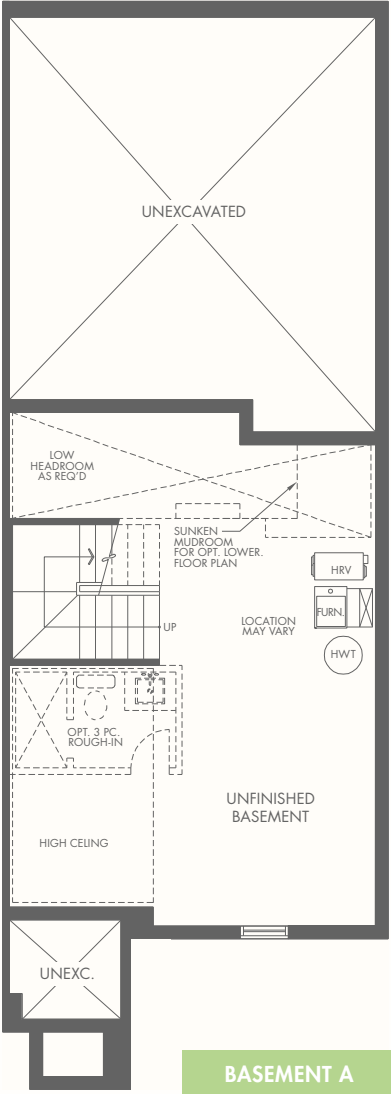 UNEXCAVATED
LOW
HEADROOM
AS REQ'D
SUNKEN
MUDROOM
FOR OPT. LOWER.
FLOOR PLAN
HRV
FURN.
LOCATION
MAY VARY
UP
HWT
OPT. 3 PC.
ROUGH-IN
UNFINISHED
BASEMENT
HIGH CELING
UNEXC.
BASEMENT A